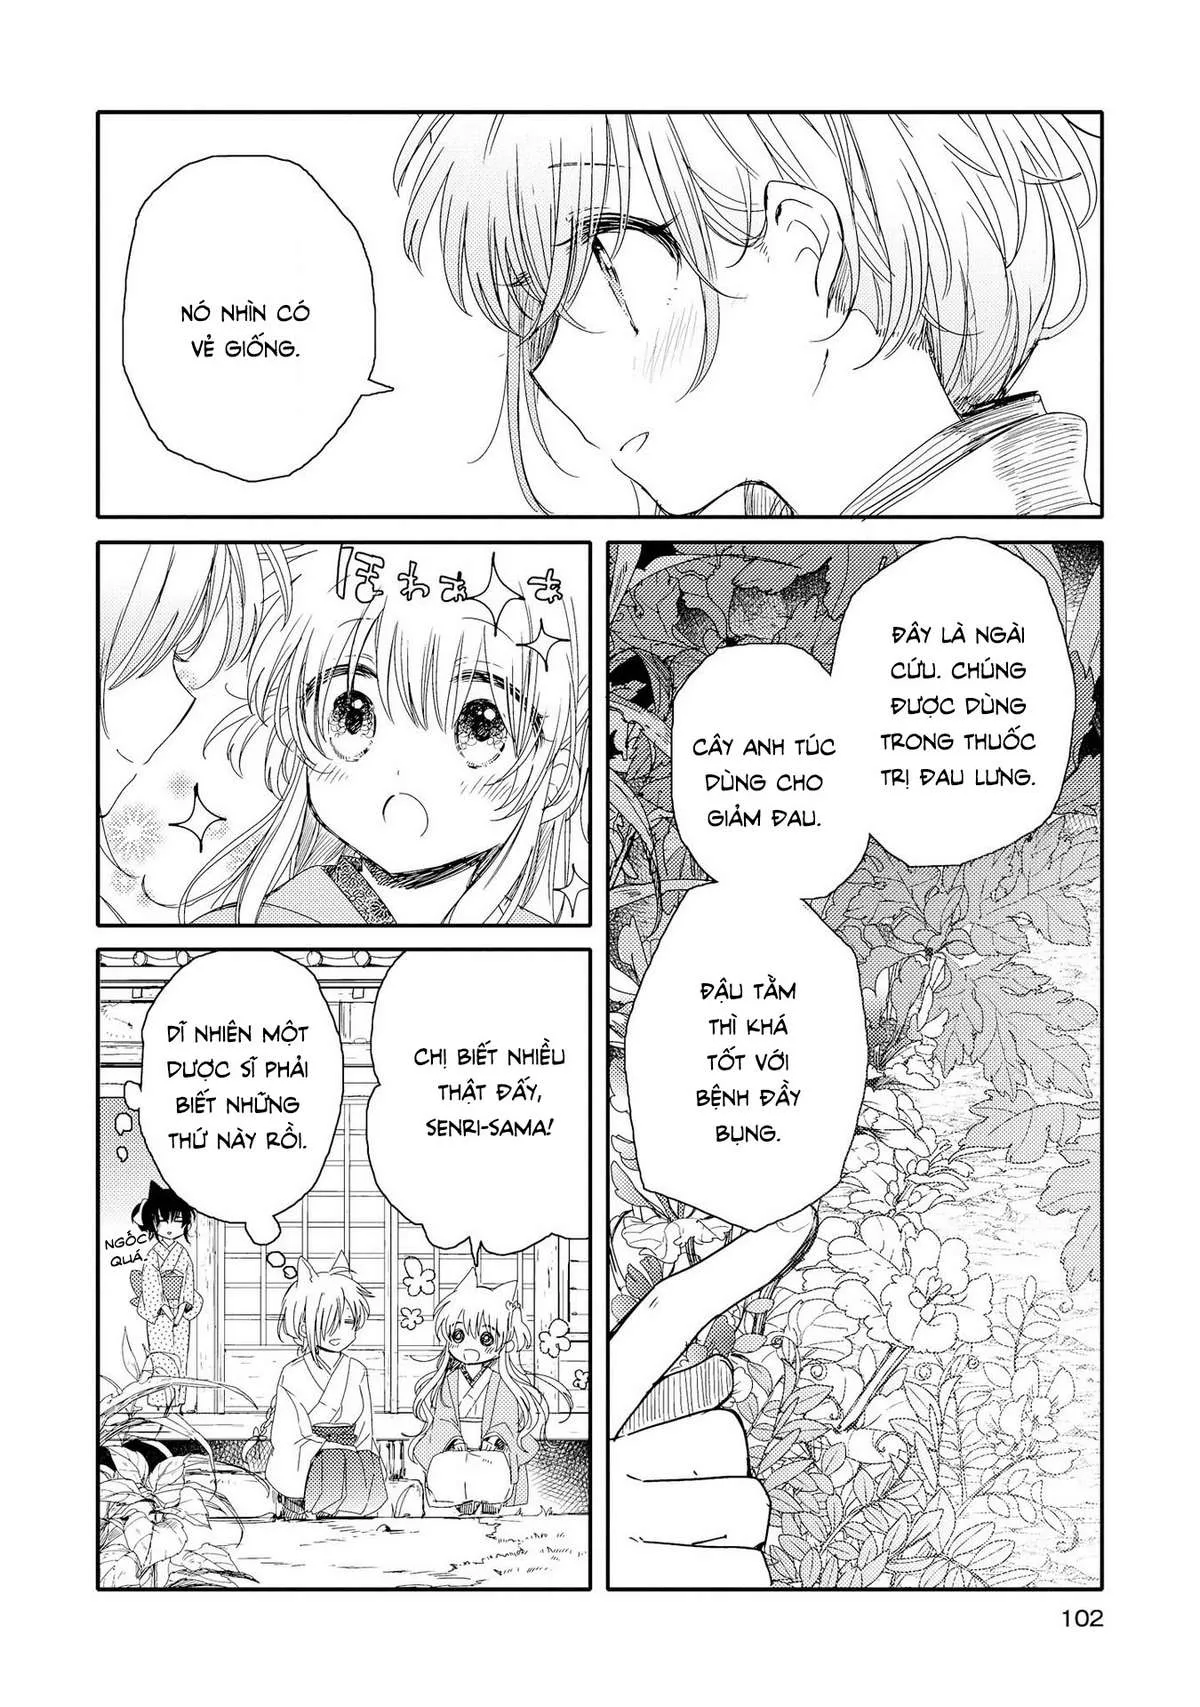 NÓ NHÌN CÓ
VẺ GIỐNG.
ĐÂY LÀ NGÀI
CỨU. CHÚNG
ĐƯỢC DÙNG
TRONG THUỐC
TRỊ ĐAU LƯNG.
CÂY ANH TÚC
DÙNG CHO
GIẢM ĐAU.
ĐẬU TẰM
THÌ KHÁ
TỐT VỚI
BỆNH ĐẦY
BỤNG.
ほわぁぁ
CHỊ BIẾT NHIỀU
THẬT ĐẤY,
SENRI-SAMA!
DĨ NHIÊN MỘT
DƯỢC SĨ PHẢI
BIẾT NHỮNG
THỨ NÀY RỒI.
NGỐC
QUÁ.
102